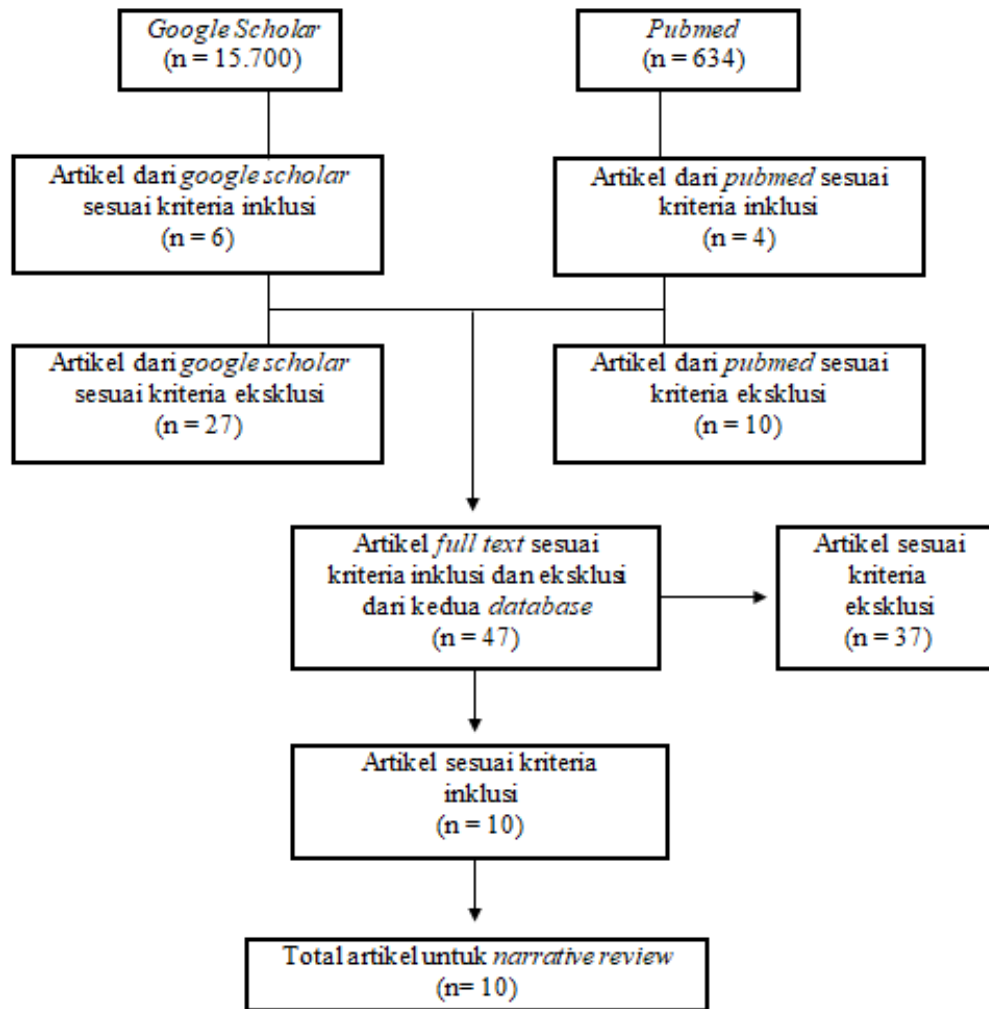 Google Scholar
(n = 15.700)
Pubmed
(n = 634)
Artikel dari google scholar
sesuai kriteria inklusi
(n = 6)
Artikel dari pubmed sesuai
kriteria inklusi
(n = 4)
Artikel dari google scholar
sesuai kriteria eksklusi
(n = 27)
Artikel dari pubmed sesuai
kriteria eksklusi
(n = 10)
Artikel full text sesuai
kriteria inklusi dan eksklusi
dari kedua database
(n = 47)
Artikel sesuai
kriteria
eksklusi
(n = 37)
Artikel sesuai kriteria
inklusi
(n = 10)
Total artikel untuk narrative review
(n= 10)